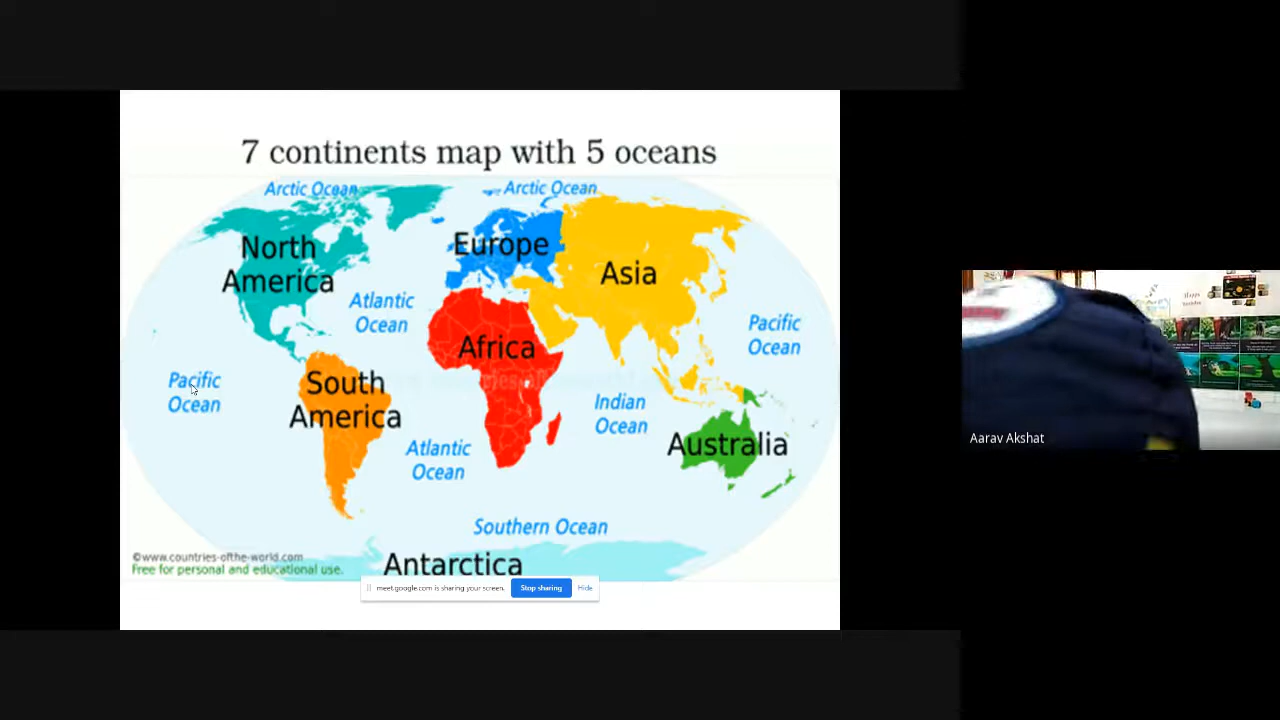 7 continents map with 5 oceans
Arctic Ocean
Arctic Ocean
North
America
Europe
Asia
Atlantic
Ocean
Pacific
Ocean
Africa
Pacific
Ocean
South
America
Indian
Ocean
Australia
Atlantic
Ocean
Southern Ocean
©www.countries-ofthe-world.com
Free for personal and educational use.
Antarctica
meet.google.com is sharing your screen.
Stop sharing
Hide
Aarav Akshat
Happy